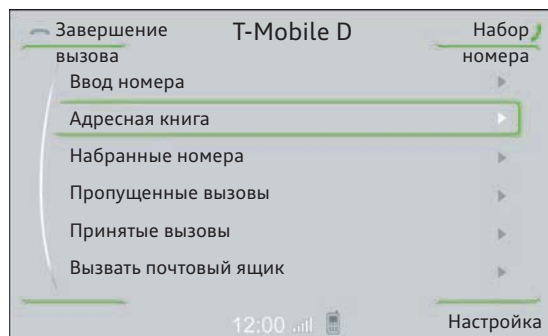 Завершение вызова
T-Mobile D
Набор номера
Ввод номера
Адресная книга
Набранные номера
Пропущенные вызовы
Принятые вызовы
Вызвать почтовый ящик
12:00
Настройка